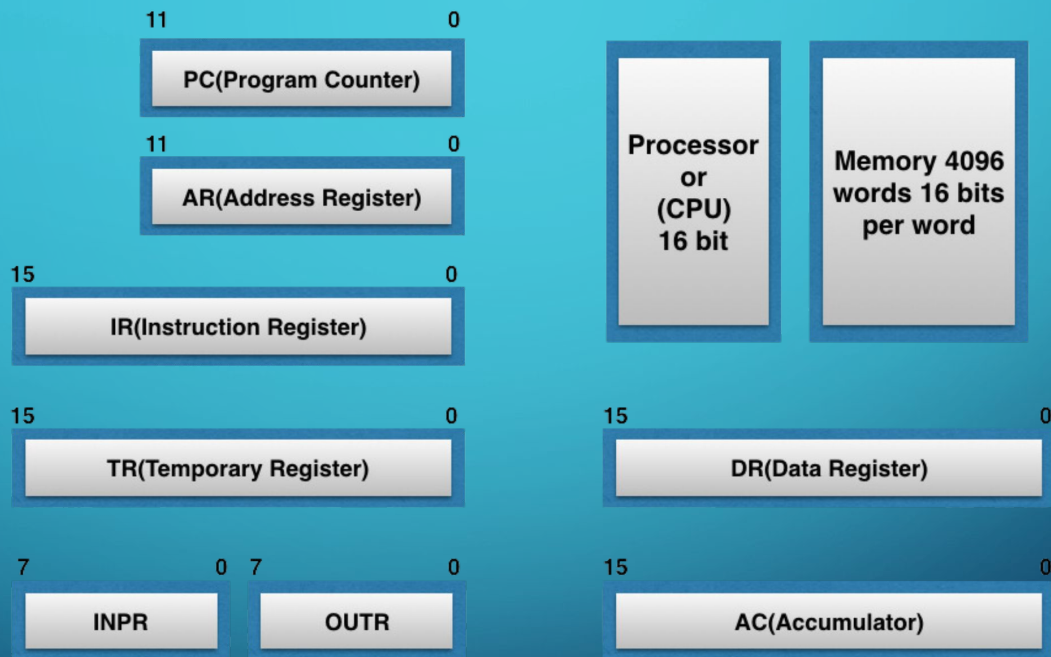 11 0
PC(Program Counter)
11 0
AR(Address Register)
15 0
IR(Instruction Register)
15 0
TR(Temporary Register)
7 0
INPR
7 0
OUTR
Processor
or
(CPU)
16 bit
Memory 4096
words 16 bits
per word
15 0
DR(Data Register)
15 0
AC(Accumulator)